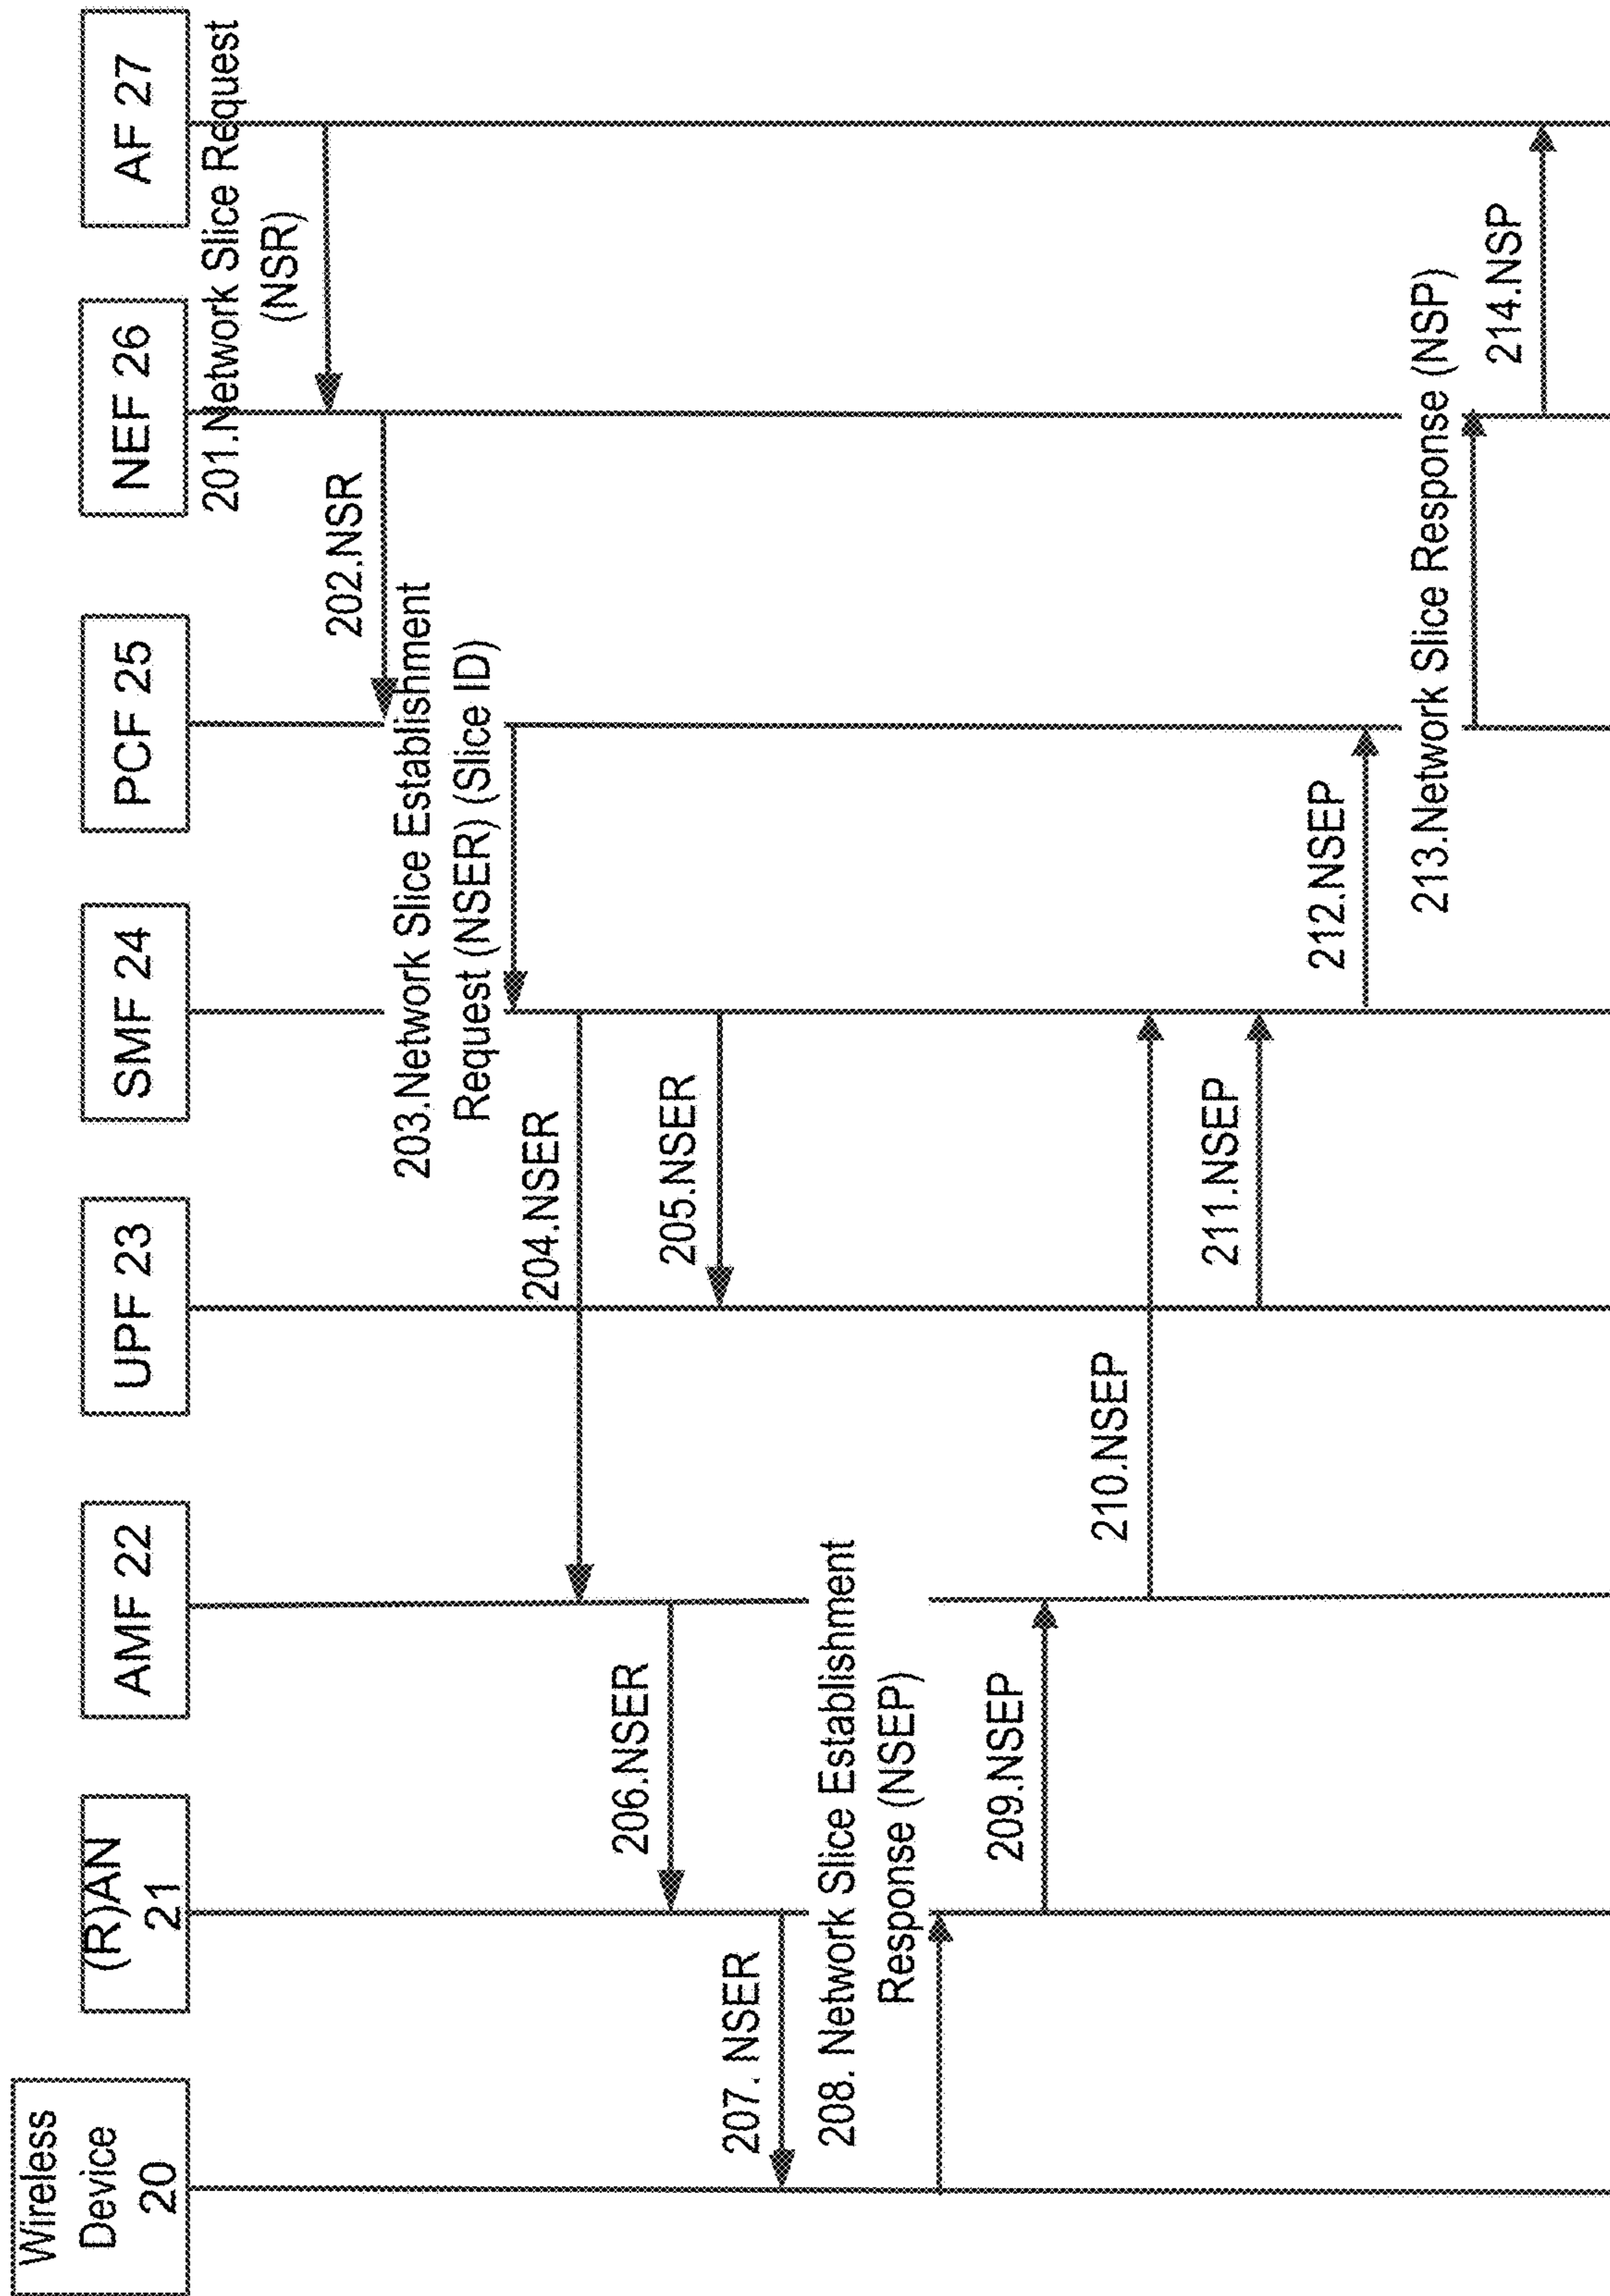 Wireless
Device
20
(R)AN
21
AMF 22
UPF 23
SMF 24
PCF 25
NEF 26
AF 27
201.Network Slice Request
(NSR)
202.NSR
203.Network Slice Establishment
Request (NSER) (Slice ID)
204.NSER
205.NSER
206.NSER
207. NSER
208. Network Slice Establishment
Response (NSEP)
209.NSEP
210.NSEP
211.NSEP
212.NSEP
213.Network Slice Response (NSP)
214.NSP